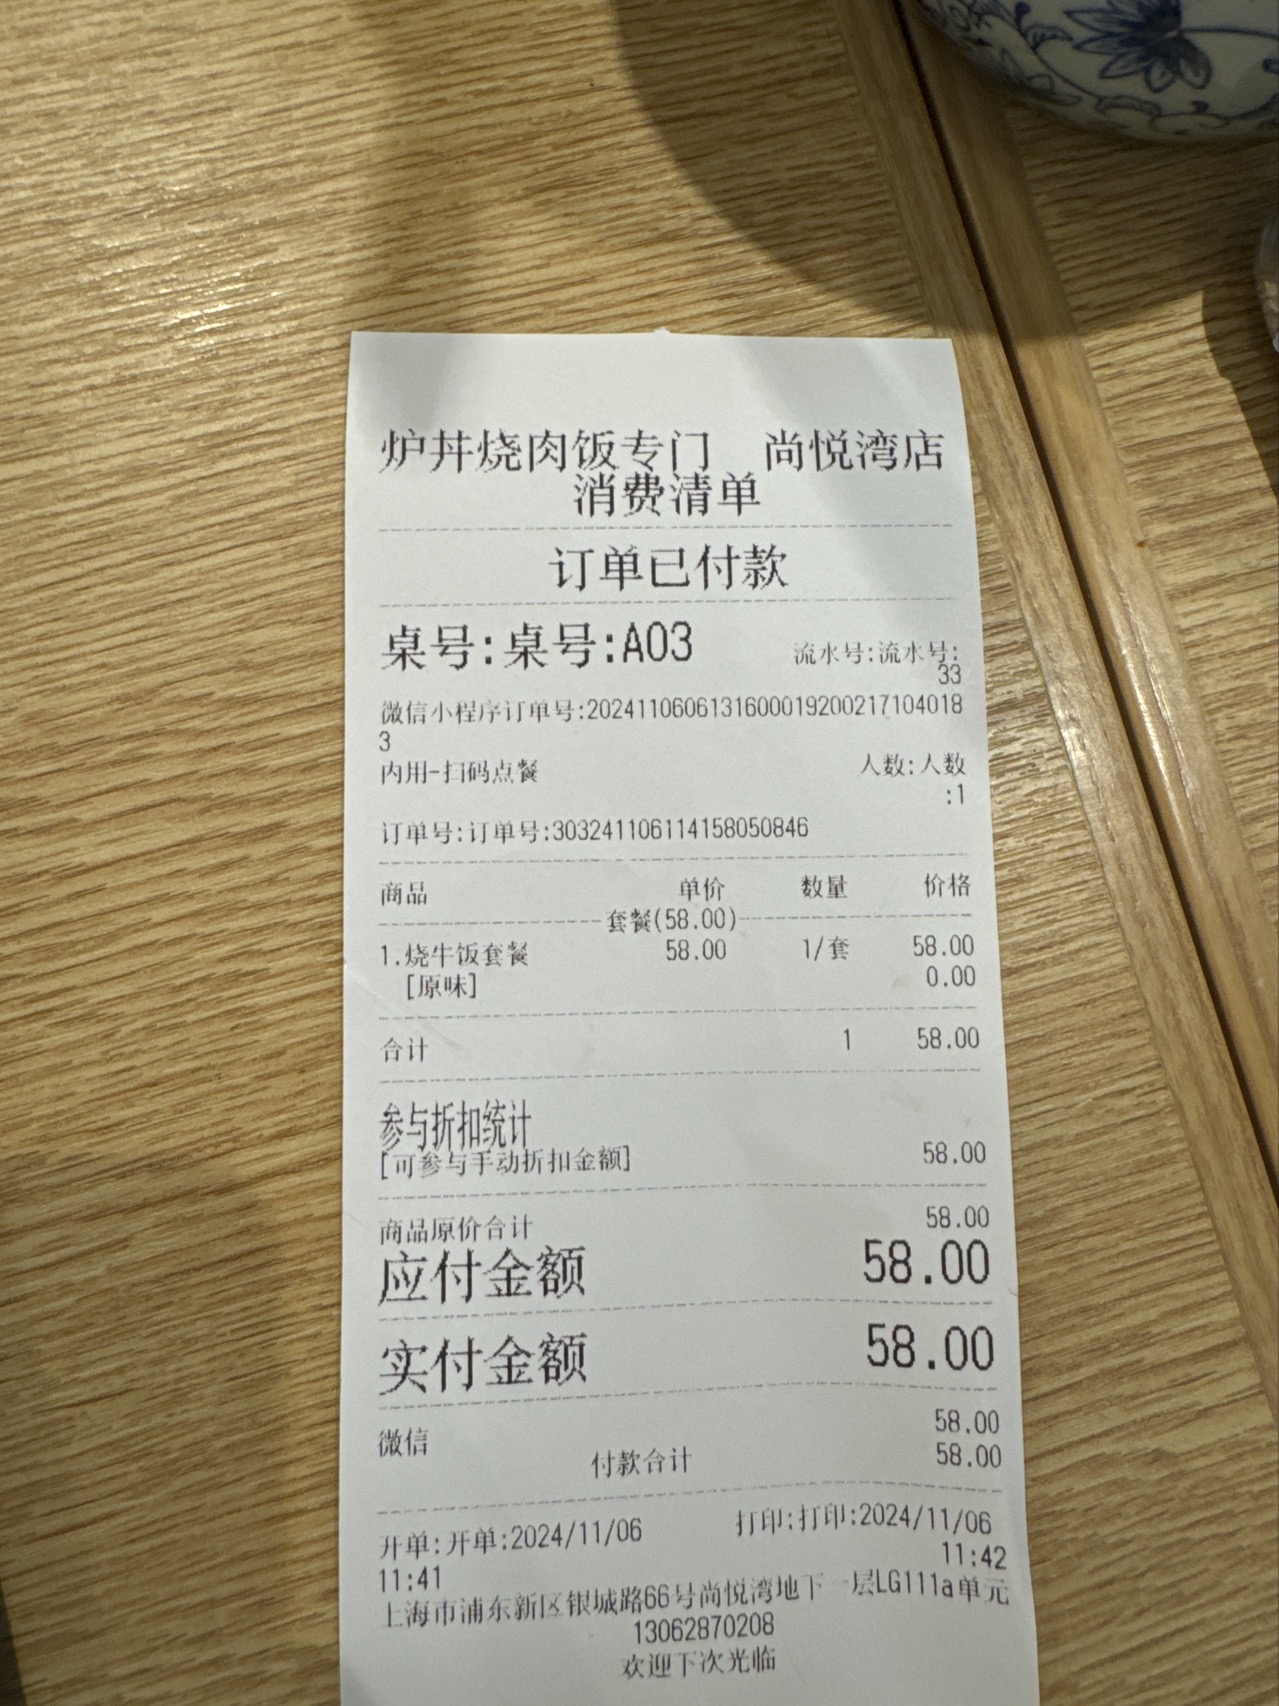 炉丼烧肉饭专门 尚悦湾店
消费清单
订单已付款
桌号:桌号:A03 流水号:流水号:
33
微信小程序订单号:2024110606131600019200217104018
3
内用-扫码点餐 人数:人数
:1
订单号:订单号:303241106114158050846
商品 单价 数量 价格
套餐(58.00)
1.烧牛饭套餐 58.00 1/套 58.00
[原味] 0.00
合计 1 58.00
参与折扣统计
[可参与手动折扣金额] 58.00
商品原价合计 58.00
应付金额 58.00
实付金额 58.00
微信 58.00
付款合计 58.00
开单:开单:2024/11/06 打印:打印:2024/11/06
11:41 11:42
上海市浦东新区银城路66号尚悦湾地下一层LG111a单元
13062870208
欢迎下次光临